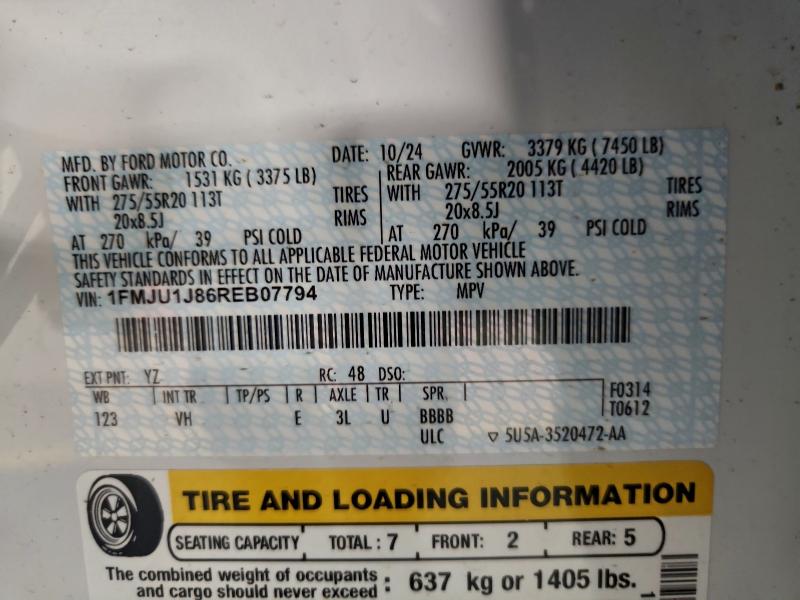 MFD. BY FORD MOTOR CO. DATE: 10/24 GVWR: 3379 KG ( 7450 LB)
FRONT GAWR: 1531 KG ( 3375 LB) REAR GAWR: 2005 KG ( 4420 LB)
WITH 275/55R20 113T TIRES WITH 275/55R20 113T TIRES
20x8.5J RIMS 20x8.5J RIMS
AT 270 kPa/ 39 PSI COLD AT 270 kPa/ 39 PSI COLD
THIS VEHICLE CONFORMS TO ALL APPLICABLE FEDERAL MOTOR VEHICLE
SAFETY STANDARDS IN EFFECT ON THE DATE OF MANUFACTURE SHOWN ABOVE.
VIN: 1FMJU1J86REB07794 TYPE: MPV
EXT PNT: YZ RC: 48 DSO:
WB INT TR TP/PS R AXLE TR SPR F0314
123 VH E 3L U BBBB T0612
ULC 5U5A-3520472-AA
TIRE AND LOADING INFORMATION
SEATING CAPACITY TOTAL : 7 FRONT: 2 REAR: 5
The combined weight of occupants
and cargo should never exceed : 637 kg or 1405 lbs.